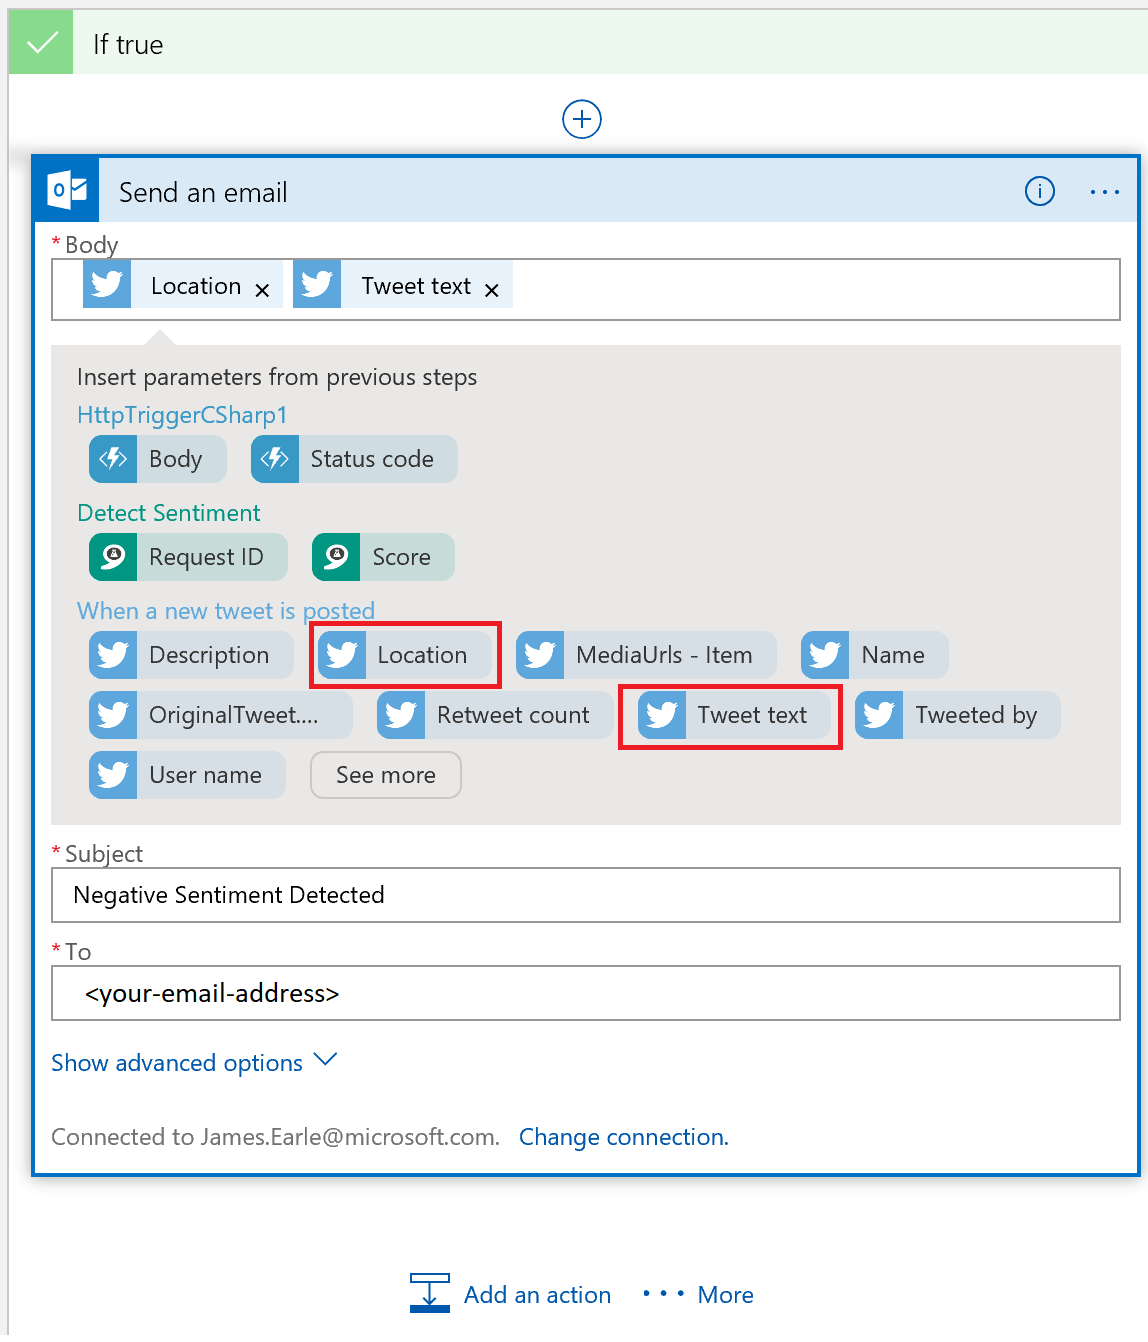 If true
Send an email
* Body
Location × Tweet text ×
Insert parameters from previous steps
HttpTriggerCSharp1
Body Status code
Detect Sentiment
Request ID Score
When a new tweet is posted
Description Location MediaUrls - Item Name
OriginalTweet.... Retweet count Tweet text Tweeted by
User name See more
* Subject
Negative Sentiment Detected
* To
<your-email-address>
Show advanced options
Connected to James.Earle@microsoft.com. Change connection.
Add an action ··· More